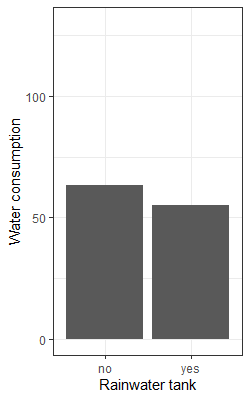 Water consumption
100
50
0
no yes
Rainwater tank